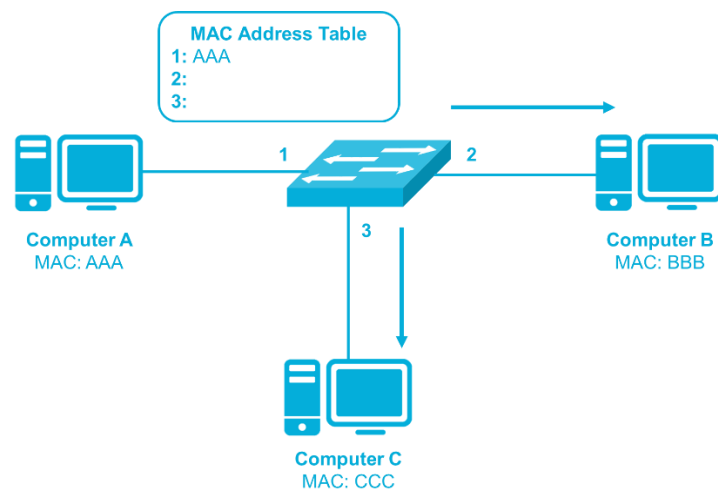 MAC Address Table
1: AAA
2:
3:
1
2
3
Computer A
MAC: AAA
Computer B
MAC: BBB
Computer C
MAC: CCC